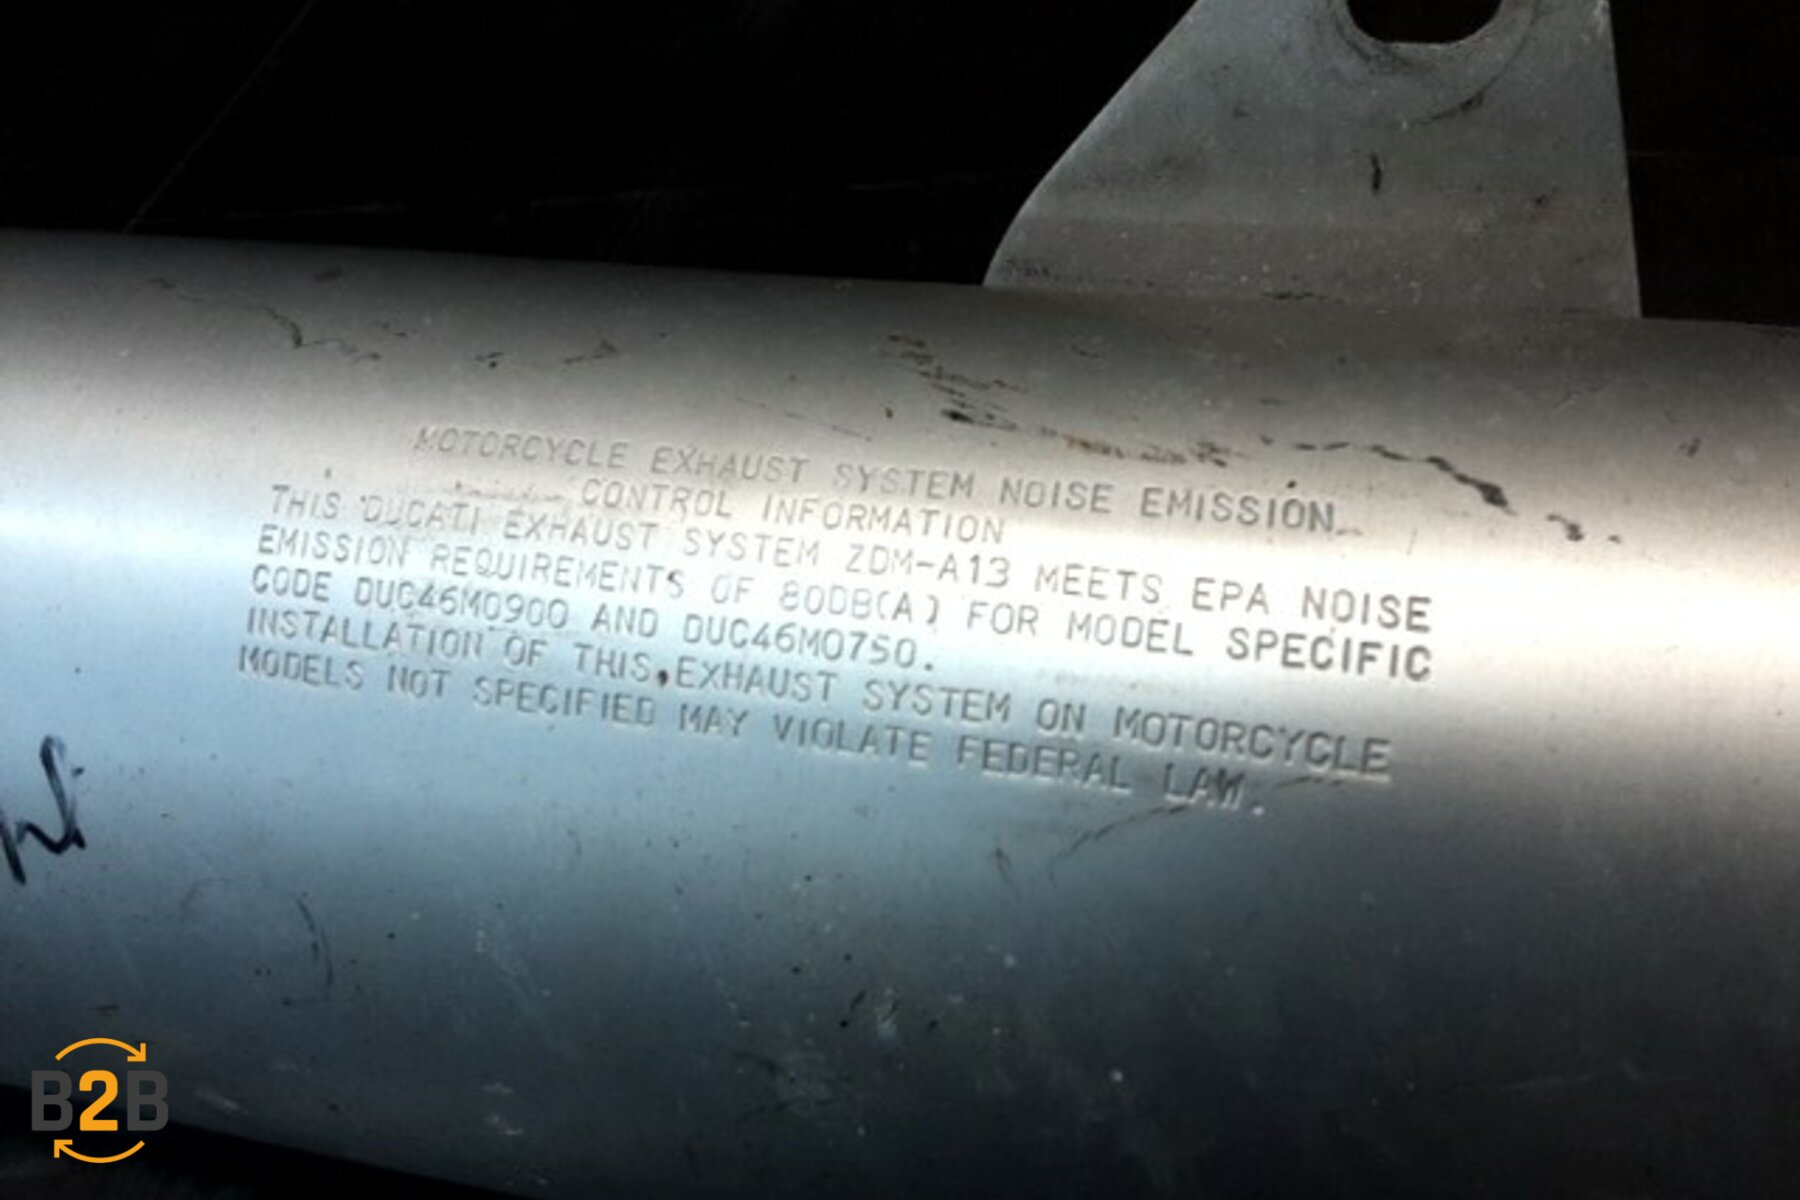 MOTORCYCLE EXHAUST SYSTEM NOISE EMISSION
CONTROL INFORMATION
THIS DUCATI EXHAUST SYSTEM ZDM-A13 MEETS EPA NOISE
EMISSION REQUIREMENTS OF 80DB(A) FOR MODEL SPECIFIC
CODE DUC46M0900 AND DUC46M0750.
INSTALLATION OF THIS EXHAUST SYSTEM ON MOTORCYCLE
MODELS NOT SPECIFIED MAY VIOLATE FEDERAL LAW.
B2B